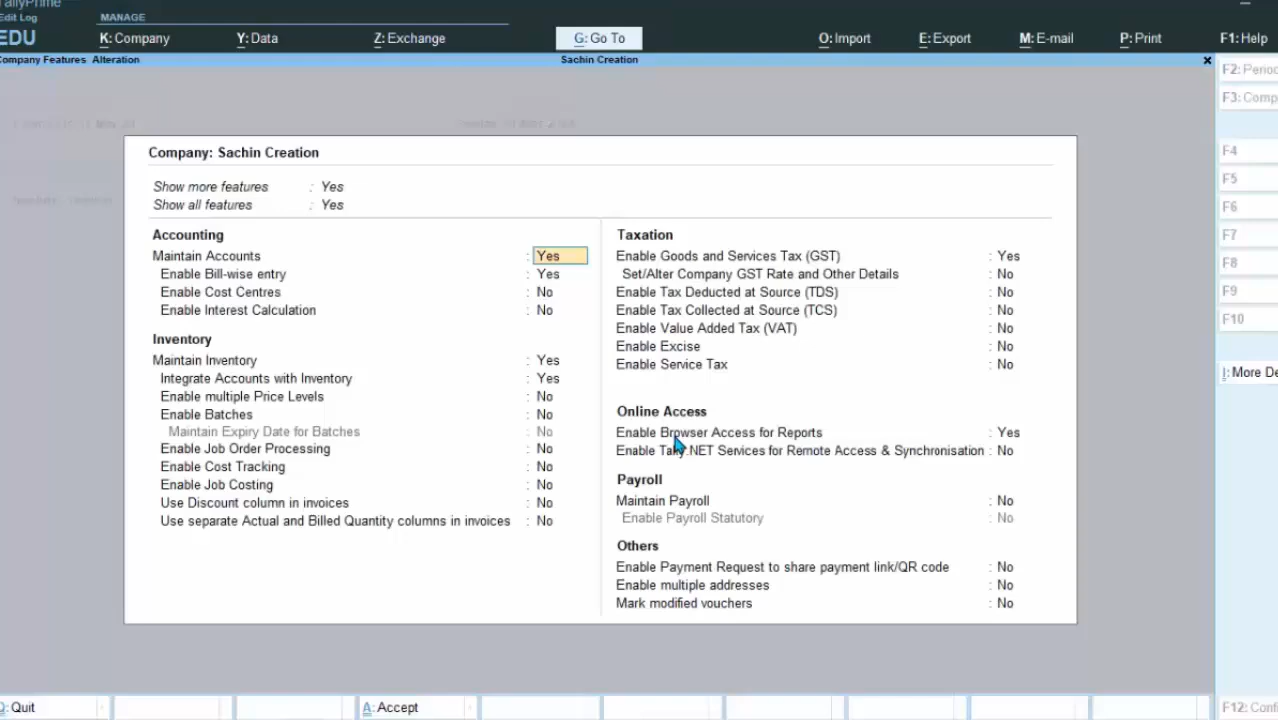 TallyPrime
Edit Log
EDU
MANAGE
K: Company
Y: Data
Z: Exchange
G: Go To
O: Import
E: Export
M: E-mail
P: Print
F1: Help
Company Features Alteration
Sachin Creation
F2: Perio
F3: Comp
F4
F5
F6
F7
F8
F9
F10
I: More De
F12: Confi
Company: Sachin Creation
Show more features : Yes
Show all features : Yes
Accounting
Maintain Accounts : Yes
Enable Bill-wise entry : Yes
Enable Cost Centres : No
Enable Interest Calculation : No
Inventory
Maintain Inventory : Yes
Integrate Accounts with Inventory : Yes
Enable multiple Price Levels : No
Enable Batches : No
Maintain Expiry Date for Batches : No
Enable Job Order Processing : No
Enable Cost Tracking : No
Enable Job Costing : No
Use Discount column in invoices : No
Use separate Actual and Billed Quantity columns in invoices : No
Taxation
Enable Goods and Services Tax (GST) : Yes
Set/Alter Company GST Rate and Other Details : No
Enable Tax Deducted at Source (TDS) : No
Enable Tax Collected at Source (TCS) : No
Enable Value Added Tax (VAT) : No
Enable Excise : No
Enable Service Tax : No
Online Access
Enable Browser Access for Reports : Yes
Enable Tally.NET Services for Remote Access & Synchronisation : No
Payroll
Maintain Payroll : No
Enable Payroll Statutory : No
Others
Enable Payment Request to share payment link/QR code : No
Enable multiple addresses : No
Mark modified vouchers : No
Q: Quit
A: Accept